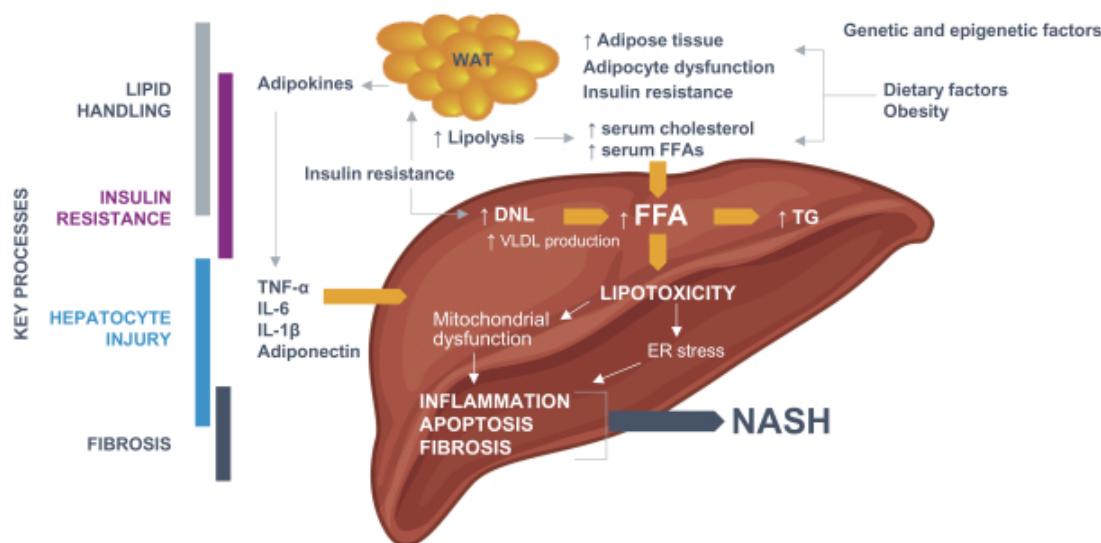 KEY PROCESSES
LIPID
HANDLING
INSULIN
RESISTANCE
HEPATOCYTE
INJURY
FIBROSIS
WAT
Adipokines
↑ Lipolysis
Insulin resistance
↑ Adipose tissue
Adipocyte dysfunction
Insulin resistance
↑ serum cholesterol
↑ serum FFAs
Genetic and epigenetic factors
Dietary factors
Obesity
↑ DNL
↑ VLDL production
↑ FFA
↑ TG
TNF-α
IL-6
IL-1β
Adiponectin
LIPOTOXICITY
Mitochondrial
dysfunction
ER stress
INFLAMMATION
APOPTOSIS
FIBROSIS
NASH